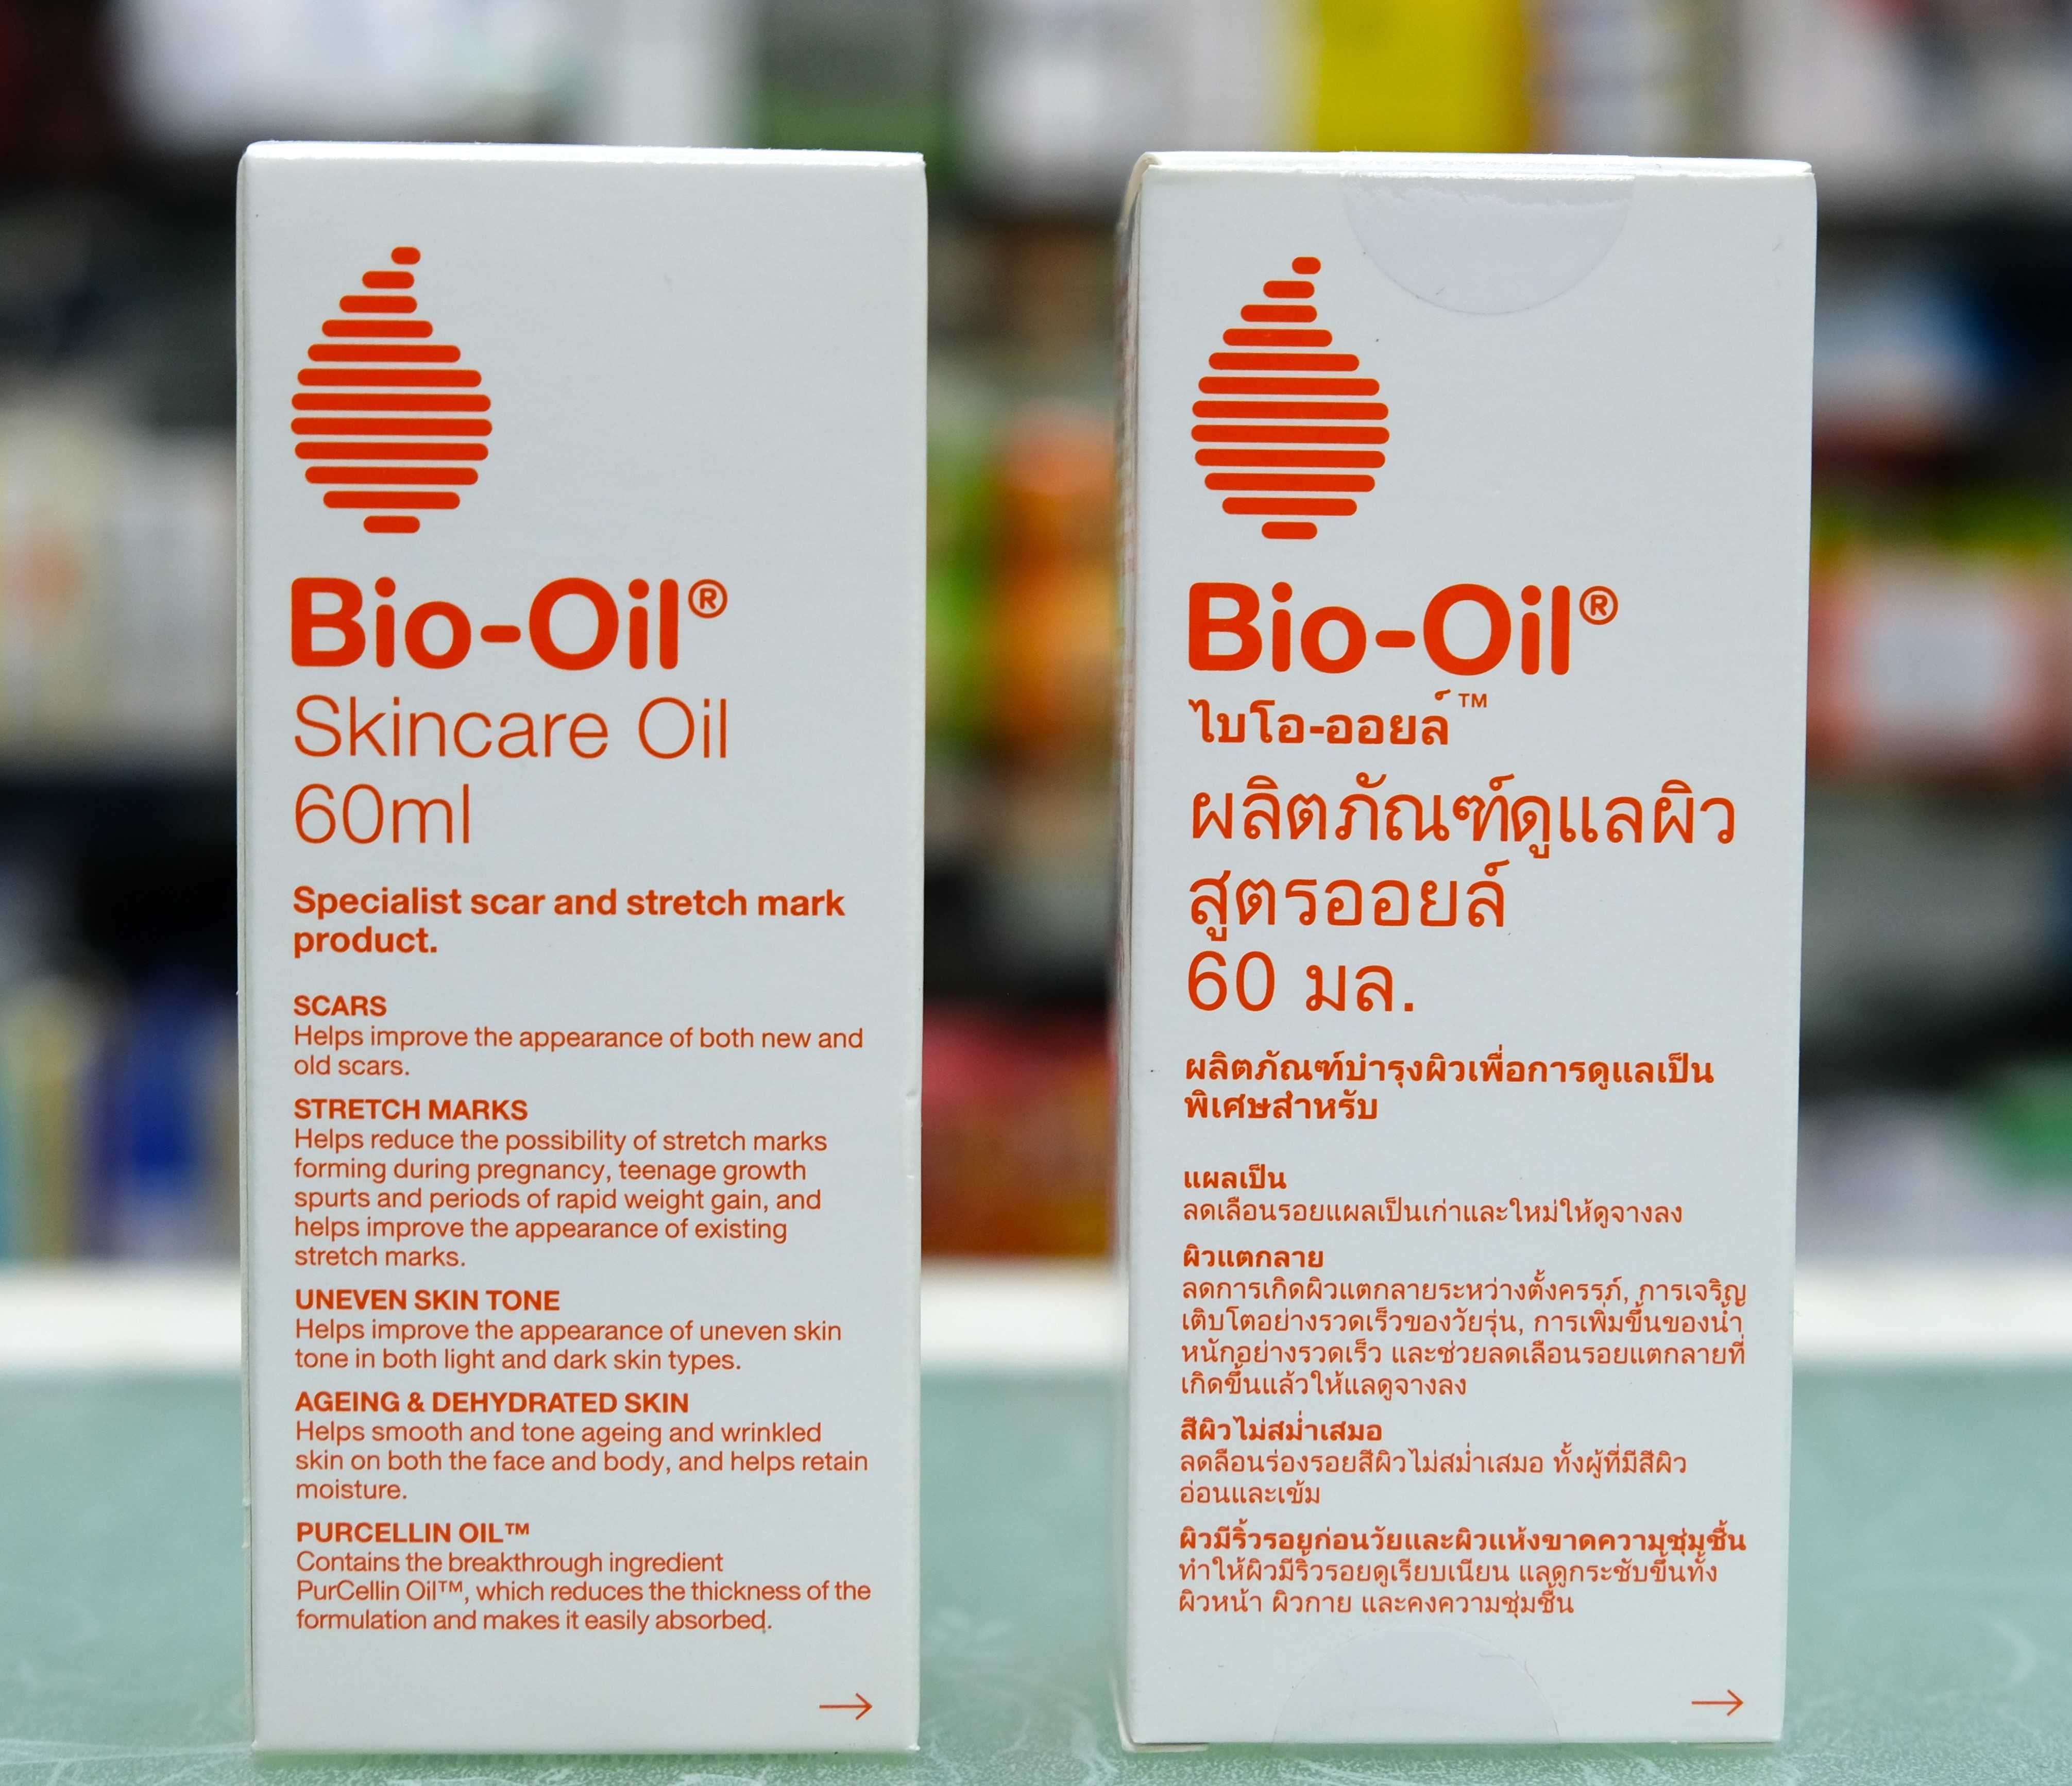 Bio-Oil®
Skincare Oil
60ml
Specialist scar and stretch mark
product.
SCARS
Helps improve the appearance of both new and
old scars.
STRETCH MARKS
Helps reduce the possibility of stretch marks
forming during pregnancy, teenage growth
spurts and periods of rapid weight gain, and
helps improve the appearance of existing
stretch marks.
UNEVEN SKIN TONE
Helps improve the appearance of uneven skin
tone in both light and dark skin types.
AGEING & DEHYDRATED SKIN
Helps smooth and tone ageing and wrinkled
skin on both the face and body, and helps retain
moisture.
PURCELLIN OIL™
Contains the breakthrough ingredient
PurCellin Oil™, which reduces the thickness of the
formulation and makes it easily absorbed.
Bio-Oil®
ไบโอ-ออยล์™
ผลิตภัณฑ์ดูแลผิว
สูตรออยล์
60 มล.
ผลิตภัณฑ์บำรุงผิวเพื่อการดูแลเป็น
พิเศษสำหรับ
แผลเป็น
ลดเลือนรอยแผลเป็นเก่าและใหม่ให้ดูจางลง
ผิวแตกลาย
ลดการเกิดผิวแตกลายระหว่างตั้งครรภ์, การเจริญ
เติบโตอย่างรวดเร็วของวัยรุ่น, การเพิ่มขึ้นของน้ำ
หนักอย่างรวดเร็ว และช่วยลดเลือนรอยแตกลายที่
เกิดขึ้นแล้วให้แลดูจางลง
สีผิวไม่สม่ำเสมอ
ลดลือนร่องรอยสีผิวไม่สม่ำเสมอ ทั้งผู้ที่มีสีผิว
อ่อนและเข้ม
ผิวมีริ้วรอยก่อนวัยและผิวแห้งขาดความชุ่มชื้น
ทำให้ผิวมีริ้วรอยดูเรียบเนียน แลดูกระชับขึ้นทั้ง
ผิวหน้า ผิวกาย และคงความชุ่มชื้น